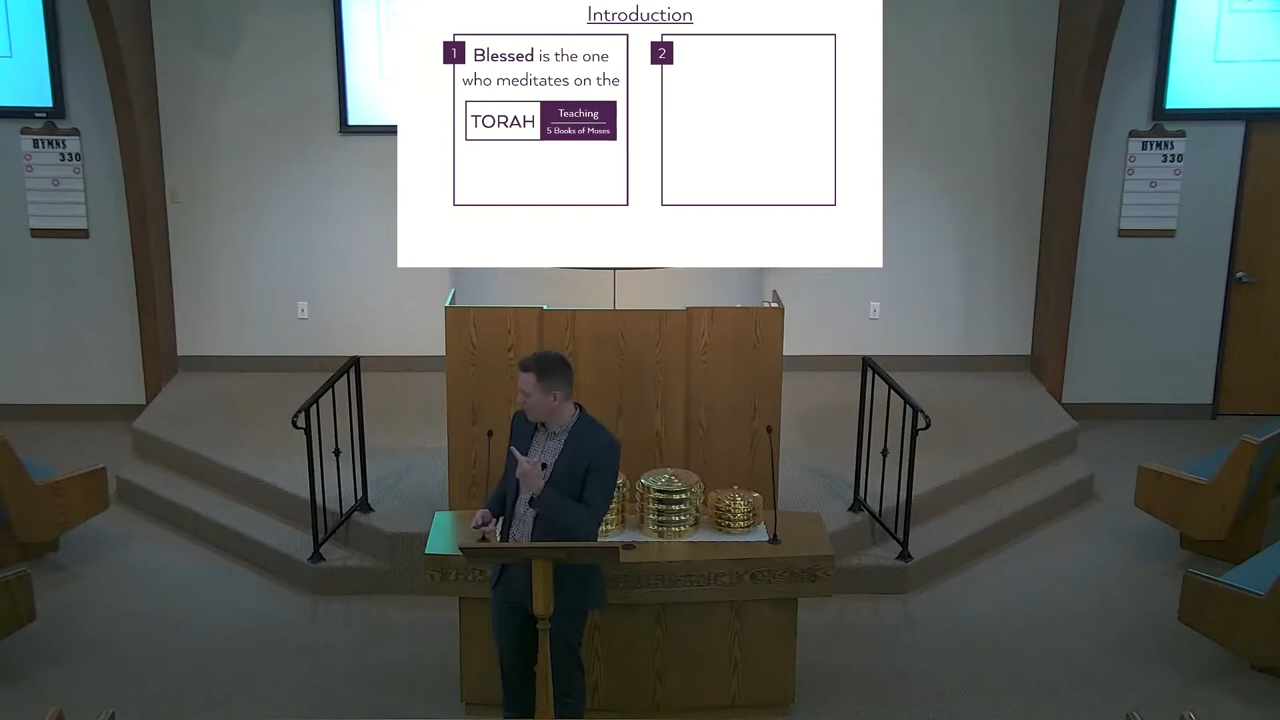 Introduction
1
Blessed is the one
who meditates on the
TORAH
Teaching
5 Books of Moses
2
HYMNS
330
HYMNS
330